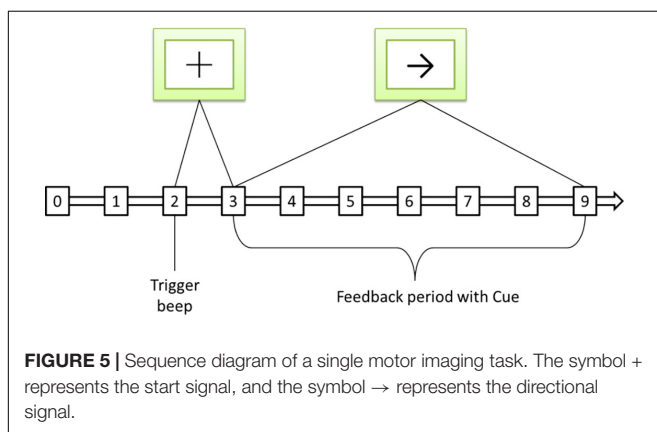 +
→
0 1 2 3 4 5 6 7 8 9
Trigger
beep
Feedback period with Cue
FIGURE 5 | Sequence diagram of a single motor imaging task. The symbol +
represents the start signal, and the symbol → represents the directional
signal.